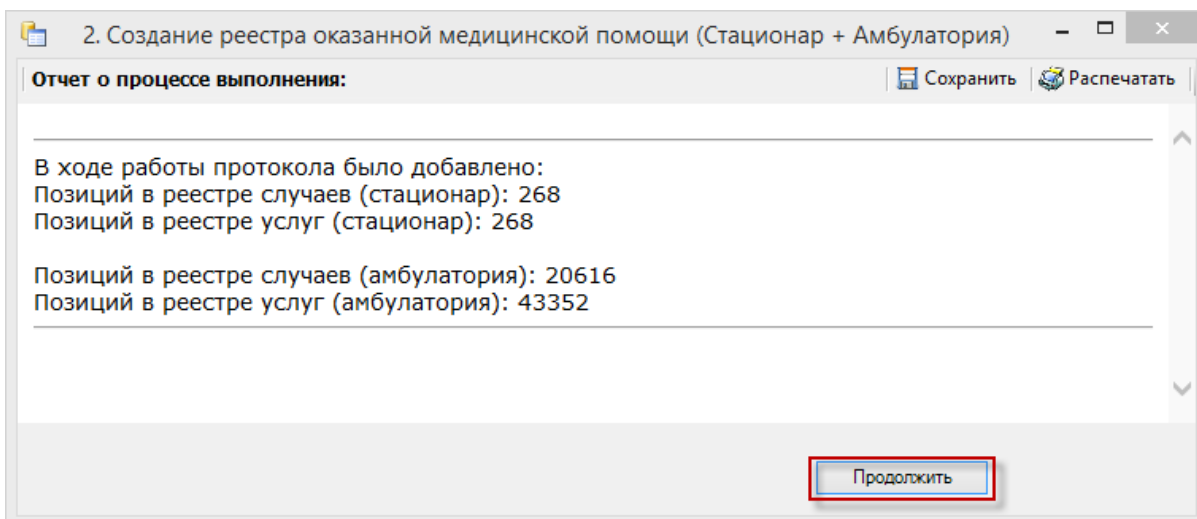 2. Создание реестра оказанной медицинской помощи (Стационар + Амбулатория)
Отчет о процессе выполнения: Сохранить Распечатать
В ходе работы протокола было добавлено:
Позиций в реестре случаев (стационар): 268
Позиций в реестре услуг (стационар): 268
Позиций в реестре случаев (амбулатория): 20616
Позиций в реестре услуг (амбулатория): 43352
Продолжить